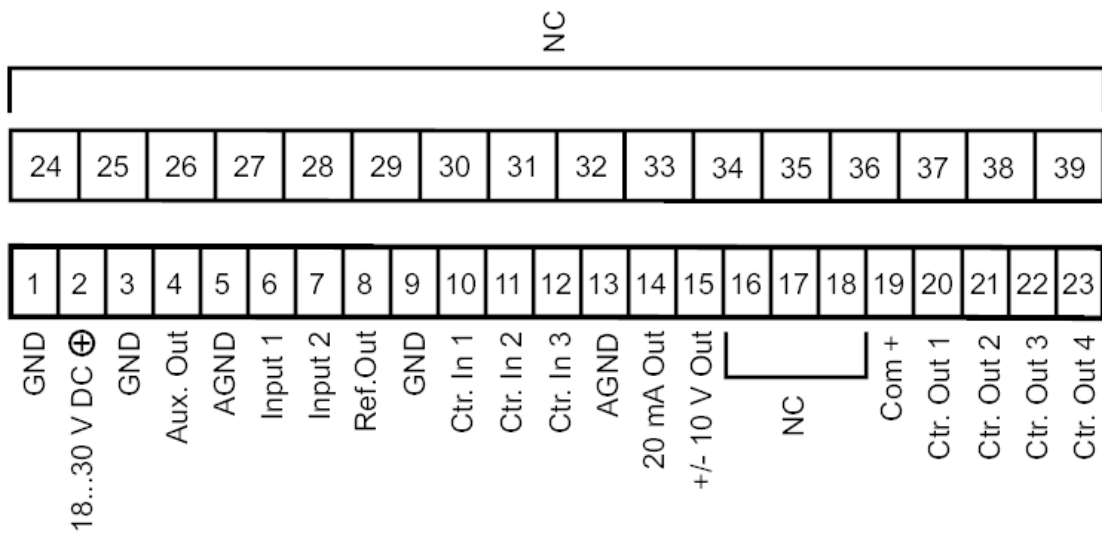 NC
24 25 26 27 28 29 30 31 32 33 34 35 36 37 38 39
1 2 3 4 5 6 7 8 9 10 11 12 13 14 15 16 17 18 19 20 21 22 23
GND
18...30 V DC ⊕
GND
Aux. Out
AGND
Input 1
Input 2
Ref.Out
GND
Ctr. In 1
Ctr. In 2
Ctr. In 3
AGND
20 mA Out
+/- 10 V Out
NC
Com +
Ctr. Out 1
Ctr. Out 2
Ctr. Out 3
Ctr. Out 4